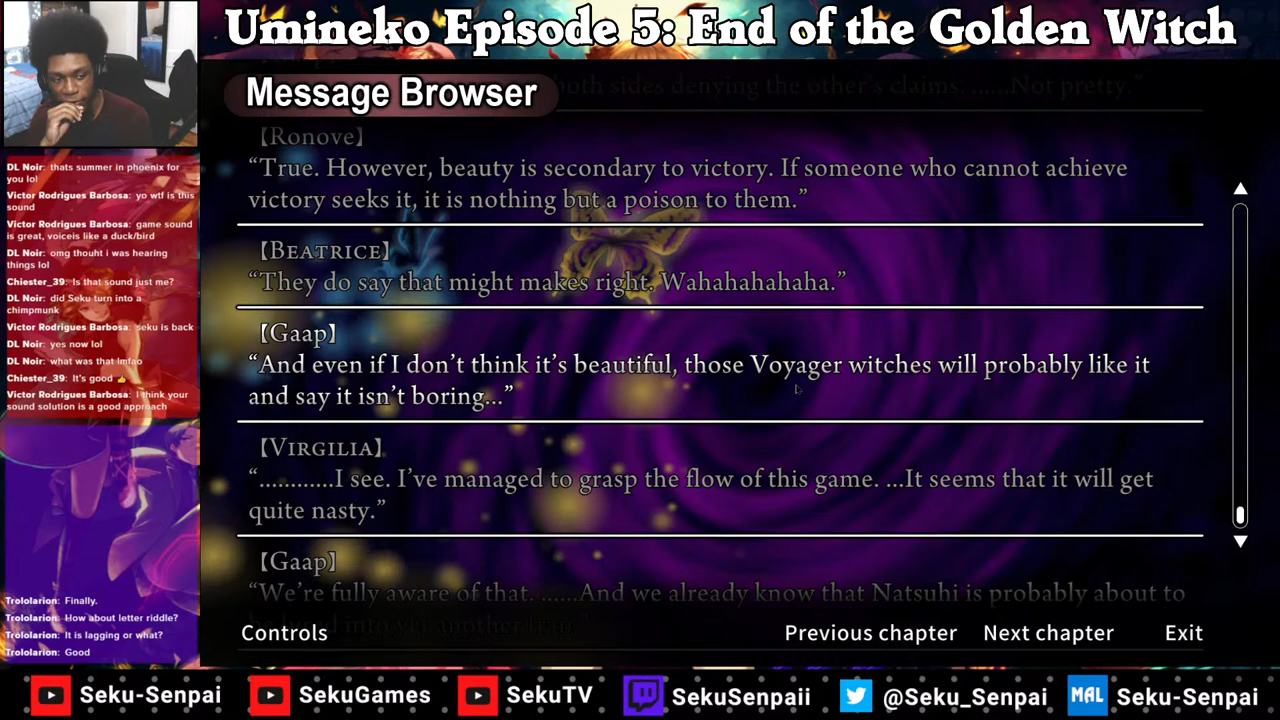 Umineko Episode 5: End of the Golden Witch
Message Browser
both sides denying the other's claims. ......Not pretty."
【Ronove】
"True. However, beauty is secondary to victory. If someone who cannot achieve
victory seeks it, it is nothing but a poison to them."
【Beatrice】
"They do say that might makes right. Wahahahahaha."
【Gaap】
"And even if I don't think it's beautiful, those Voyager witches will probably like it
and say it isn't boring..."
【Virgilia】
"............I see. I've managed to grasp the flow of this game. ...It seems that it will get
quite nasty."
【Gaap】
"We're fully aware of that. ......And we already know that Natsuhi is probably about to
Controls
Previous chapter
Next chapter
Exit
DL Noir: thats summer in phoenix for
you lol
Victor Rodrigues Barbosa: yo wtf is this
sound
Victor Rodrigues Barbosa: game sound
is great, voiceis like a duck/bird
DL Noir: omg thouht i was hearing
things lol
Chiester_39: Is that sound just me?
DL Noir: did Seku turn into a
chimpmunk
Victor Rodrigues Barbosa: seku is back
DL Noir: yes now lol
DL Noir: what was that lmfao
Chiester_39: It's good 👍
Victor Rodrigues Barbosa: I think your
sound solution is a good approach
Trololarion: Finally.
Trololarion: How about letter riddle?
Trololarion: It is lagging or what?
Trololarion: Good
Seku-Senpai
SekuGames
SekuTV
SekuSenpaii
@Seku_Senpai
MAL
Seku-Senpai